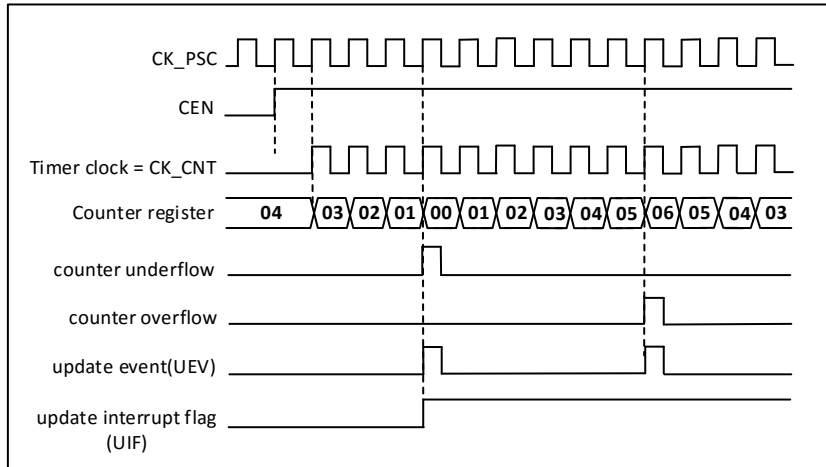 CK_PSC
CEN
Timer clock = CK_CNT
Counter register 04 03 02 01 00 01 02 03 04 05 06 05 04 03
counter underflow
counter overflow
update event(UEV)
update interrupt flag
(UIF)